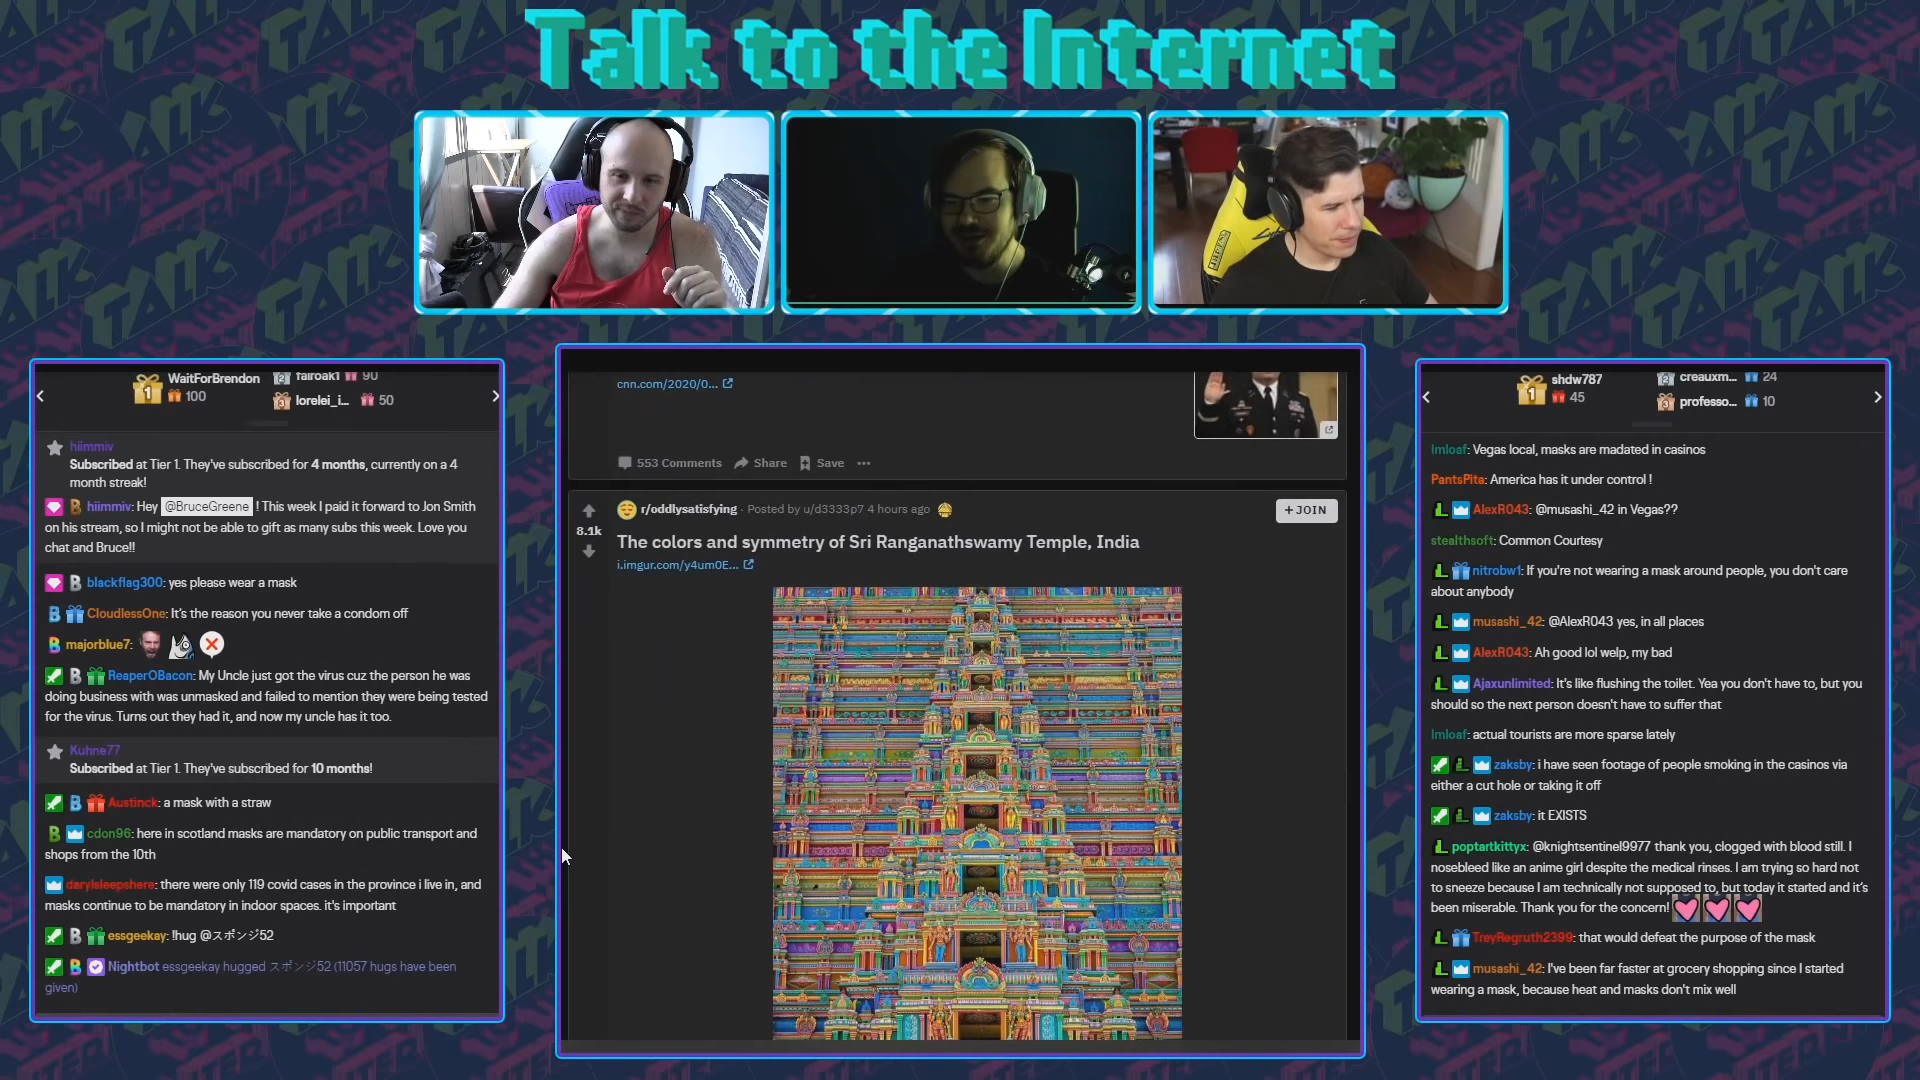 Talk to the Internet
WaitForBrendon
100
fairoak1 90
lorelei_i... 50
hiimmiv
Subscribed at Tier 1. They've subscribed for 4 months, currently on a 4
month streak!
hiimmiv: Hey @BruceGreene ! This week I paid it forward to Jon Smith
on his stream, so I might not be able to gift as many subs this week. Love you
chat and Bruce!!
blackflag300: yes please wear a mask
CloudlessOne: It's the reason you never take a condom off
majorblue7:
ReaperOBacon: My Uncle just got the virus cuz the person he was
doing business with was unmasked and failed to mention they were being tested
for the virus. Turns out they had it, and now my uncle has it too.
Kuhne77
Subscribed at Tier 1. They've subscribed for 10 months!
Austinck: a mask with a straw
cdon96: here in scotland masks are mandatory on public transport and
shops from the 10th
darylsleepshere: there were only 119 covid cases in the province i live in, and
masks continue to be mandatory in indoor spaces. it's important
essgeekay: !hug @スポンジ52
Nightbot essgeekay hugged スポンジ52 (11057 hugs have been
given)
cnn.com/2020/0...
553 Comments Share Save ...
r/oddlysatisfying · Posted by u/d3333p7 4 hours ago
+ JOIN
8.1k
The colors and symmetry of Sri Ranganathswamy Temple, India
i.imgur.com/y4um0E...
shdw787
45
creauxm... 24
professo... 10
lmloaf: Vegas local, masks are madated in casinos
PantsPita: America has it under control !
AlexR043: @musashi_42 in Vegas??
stealthsoft: Common Courtesy
nitrobw1: If you're not wearing a mask around people, you don't care
about anybody
musashi_42: @AlexR043 yes, in all places
AlexR043: Ah good lol welp, my bad
Ajaxunlimited: It's like flushing the toilet. Yea you don't have to, but you
should so the next person doesn't have to suffer that
lmloaf: actual tourists are more sparse lately
zaksby: i have seen footage of people smoking in the casinos via
either a cut hole or taking it off
zaksby: it EXISTS
poptartkittyx: @knightsentinel9977 thank you, clogged with blood still. I
nosebleed like an anime girl despite the medical rinses. I am trying so hard not
to sneeze because I am technically not supposed to, but today it started and it's
been miserable. Thank you for the concern!
TreyRegruth2399: that would defeat the purpose of the mask
musashi_42: I've been far faster at grocery shopping since I started
wearing a mask, because heat and masks don't mix well